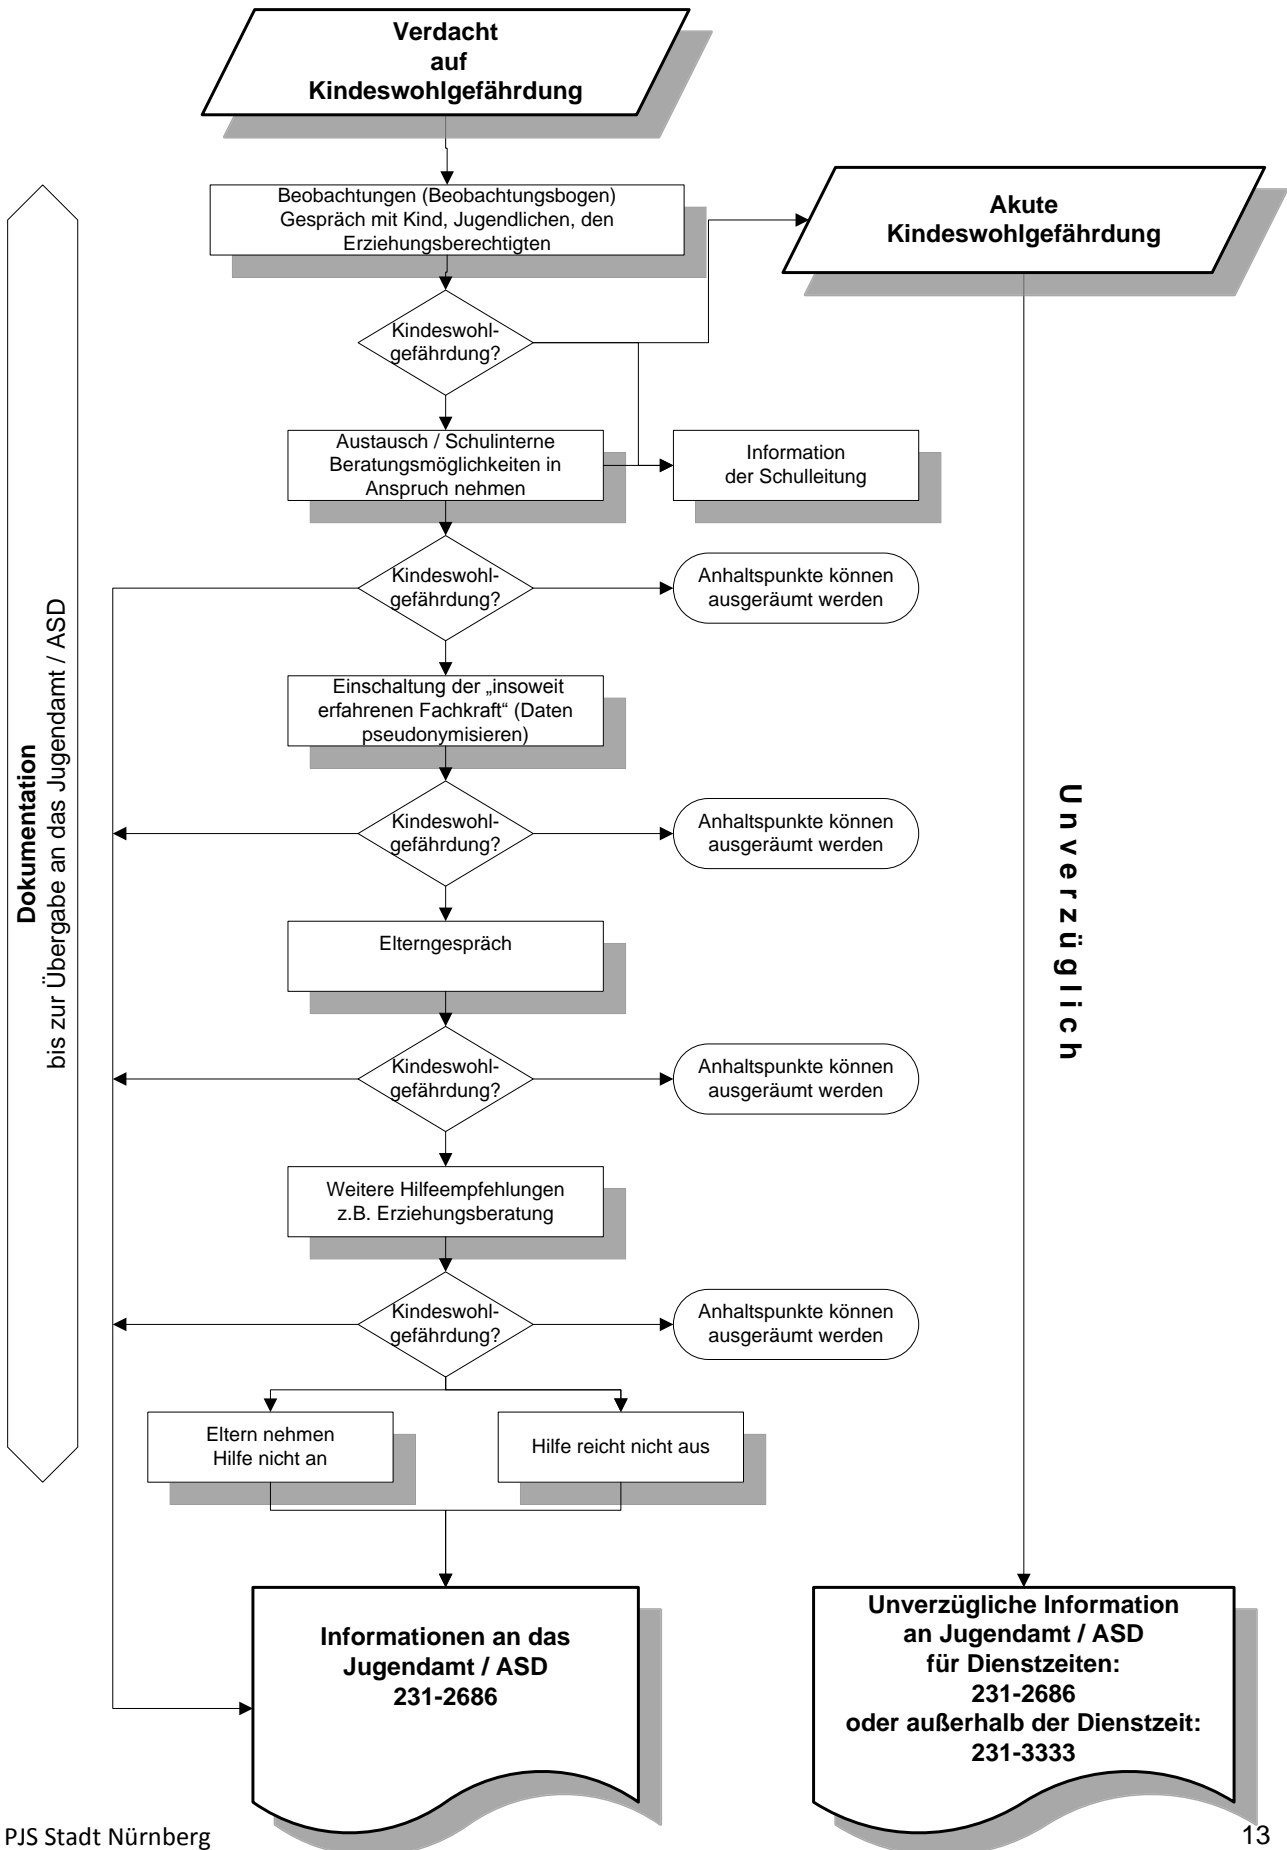 Verdacht
auf
Kindeswohlgefährdung
Beobachtungen (Beobachtungsbogen)
Gespräch mit Kind, Jugendlichen, den
Erziehungsberechtigten
Akute
Kindeswohlgefährdung
Kindeswohl-
gefährdung?
Austausch / Schulinterne
Beratungsmöglichkeiten in
Anspruch nehmen
Information
der Schulleitung
Kindeswohl-
gefährdung?
Anhaltspunkte können
ausgeräumt werden
Einschaltung der „insoweit
erfahrenen Fachkraft“ (Daten
pseudonymisieren)
Kindeswohl-
gefährdung?
Anhaltspunkte können
ausgeräumt werden
Elterngespräch
Kindeswohl-
gefährdung?
Anhaltspunkte können
ausgeräumt werden
Weitere Hilfeempfehlungen
z.B. Erziehungsberatung
Kindeswohl-
gefährdung?
Anhaltspunkte können
ausgeräumt werden
Eltern nehmen
Hilfe nicht an
Hilfe reicht nicht aus
Dokumentation
bis zur Übergabe an das Jugendamt / ASD
Unverzüglich
Informationen an das
Jugendamt / ASD
231-2686
Unverzügliche Information
an Jugendamt / ASD
für Dienstzeiten:
231-2686
oder außerhalb der Dienstzeit:
231-3333
PJS Stadt Nürnberg
13